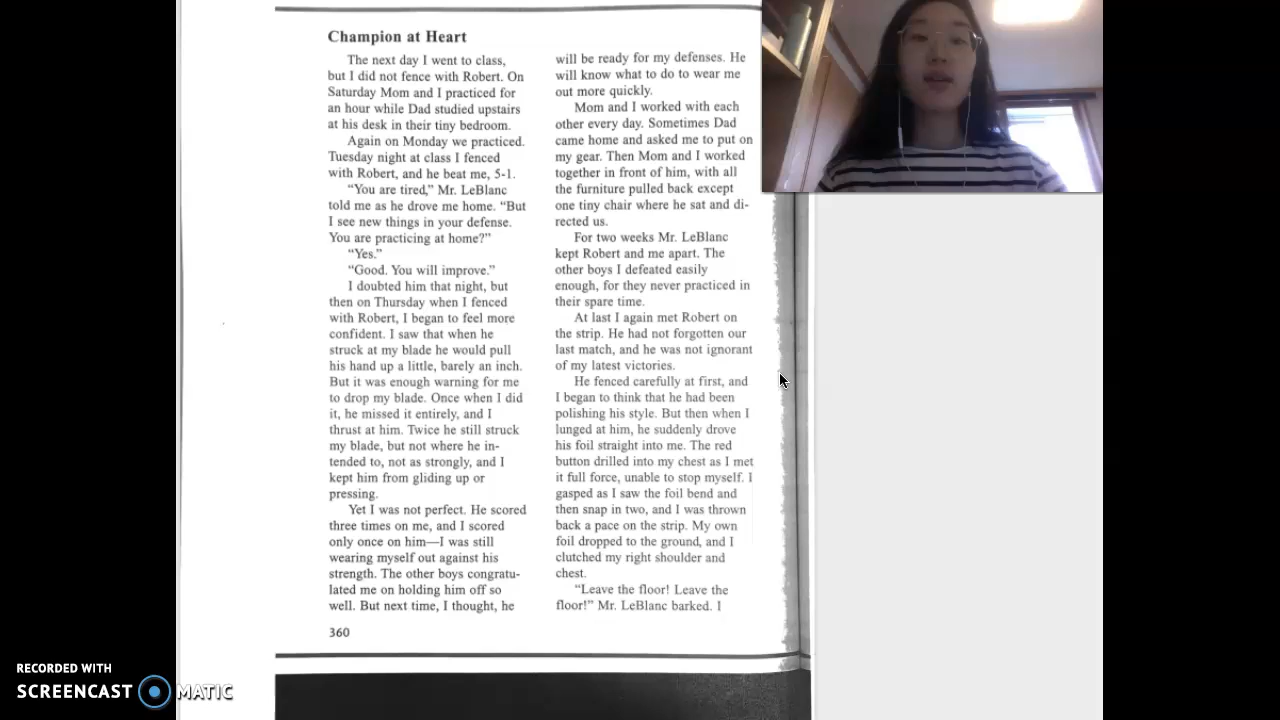 Champion at Heart
The next day I went to class,
but I did not fence with Robert. On
Saturday Mom and I practiced for
an hour while Dad studied upstairs
at his desk in their tiny bedroom.
Again on Monday we practiced.
Tuesday night at class I fenced
with Robert, and he beat me, 5-1.
“You are tired,” Mr. LeBlanc
told me as he drove me home. “But
I see new things in your defense.
You are practicing at home?”
“Yes.”
“Good. You will improve.”
I doubted him that night, but
then on Thursday when I fenced
with Robert, I began to feel more
confident. I saw that when he
struck at my blade he would pull
his hand up a little, barely an inch.
But it was enough warning for me
to drop my blade. Once when I did
it, he missed it entirely, and I
thrust at him. Twice he still struck
my blade, but not where he in-
tended to, not as strongly, and I
kept him from gliding up or
pressing.
Yet I was not perfect. He scored
three times on me, and I scored
only once on him—I was still
wearing myself out against his
strength. The other boys congratu-
lated me on holding him off so
well. But next time, I thought, he
will be ready for my defenses. He
will know what to do to wear me
out more quickly.
Mom and I worked with each
other every day. Sometimes Dad
came home and asked me to put on
my gear. Then Mom and I worked
together in front of him, with all
the furniture pulled back except
one tiny chair where he sat and di-
rected us.
For two weeks Mr. LeBlanc
kept Robert and me apart. The
other boys I defeated easily
enough, for they never practiced in
their spare time.
At last I again met Robert on
the strip. He had not forgotten our
last match, and he was not ignorant
of my latest victories.
He fenced carefully at first, and
I began to think that he had been
polishing his style. But then when I
lunged at him, he suddenly drove
his foil straight into me. The red
button drilled into my chest as I met
it full force, unable to stop myself. I
gasped as I saw the foil bend and
then snap in two, and I was thrown
back a pace on the strip. My own
foil dropped to the ground, and I
clutched my right shoulder and
chest.
“Leave the floor! Leave the
floor!” Mr. LeBlanc barked. I
360
RECORDED WITH
SCREENCAST MATIC